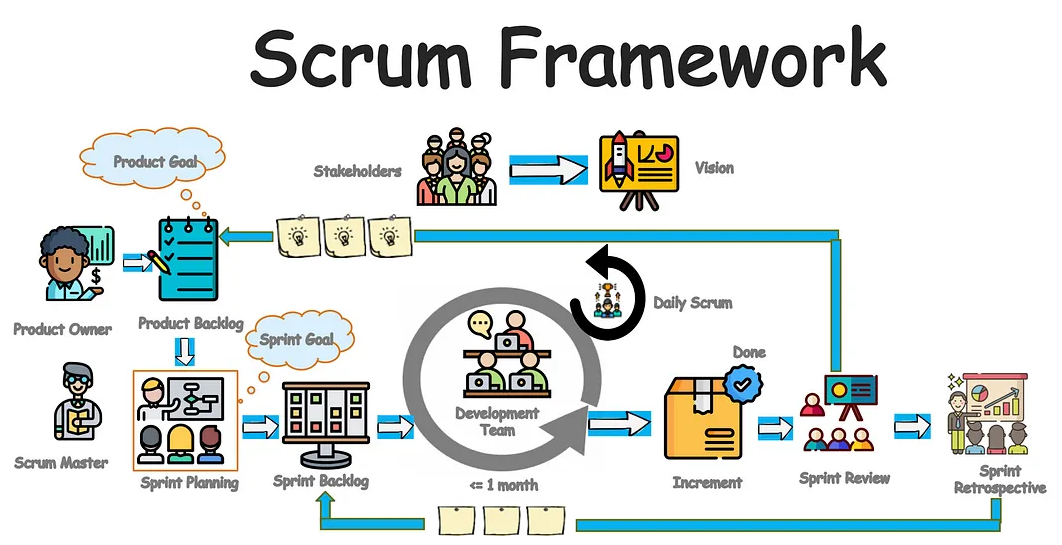 Scrum Framework
Product Goal
Stakeholders
Vision
Daily Scrum
Product Owner
Product Backlog
Sprint Goal
Done
Development
Team
Scrum Master
Sprint Planning
Sprint Backlog
<= 1 month
Increment
Sprint Review
Sprint
Retrospective
$